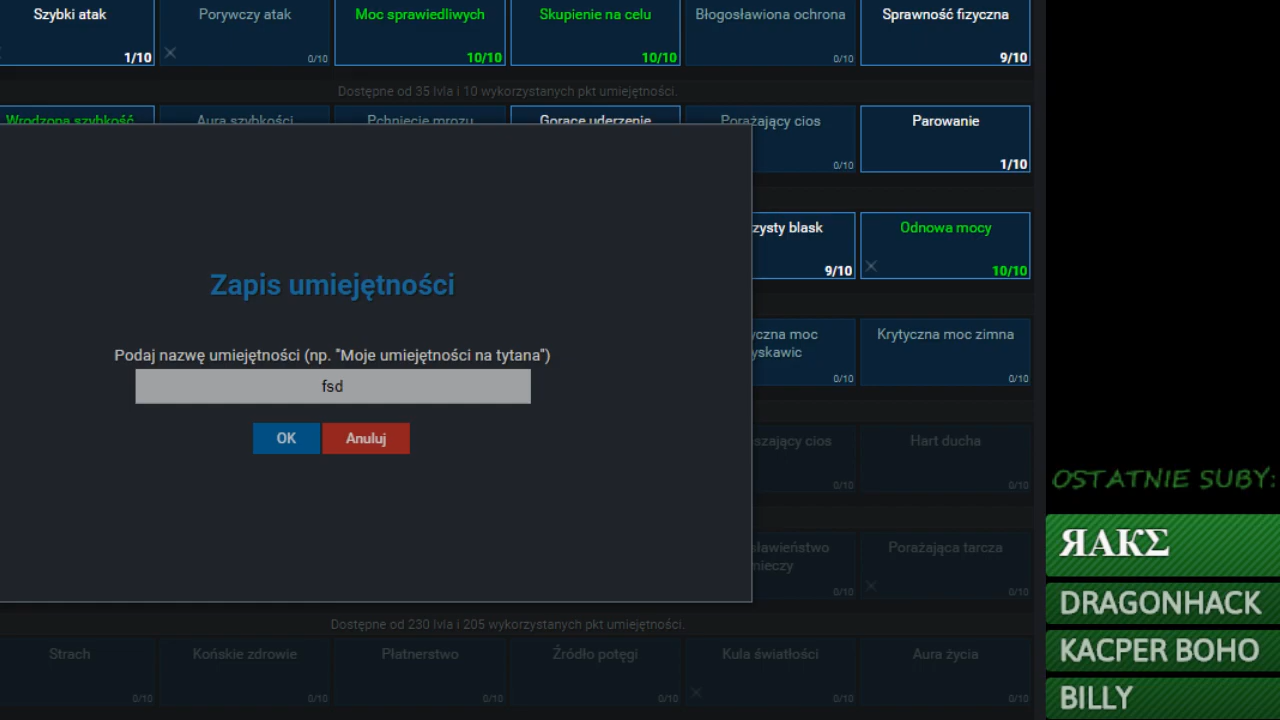 Szybki atak
1/10
Porywczy atak
0/10
Moc sprawiedliwych
10/10
Skupienie na celu
10/10
Błogosławiona ochrona
0/10
Sprawność fizyczna
9/10
Dostępne od 35 lvla i 10 wykorzystanych pkt umiejętności.
Wrodzona szybkość
Aura szybkości
Pchnięcie mrozu
Gorące uderzenie
Porażający cios
0/10
Parowanie
1/10
zysty blask
9/10
Odnowa mocy
10/10
Zapis umiejętności
Podaj nazwę umiejętności (np. "Moje umiejętności na tytana")
fsd
OK
Anuluj
yczna moc
yskawic
0/10
Krytyczna moc zimna
0/10
szający cios
0/10
Hart ducha
0/10
sławieństwo
mieczy
0/10
Porażająca tarcza
0/10
Dostępne od 230 lvla i 205 wykorzystanych pkt umiejętności.
Strach
0/10
Końskie zdrowie
0/10
Płatnerstwo
0/10
Źródło potęgi
0/10
Kula światłości
0/10
Aura życia
0/10
OSTATNIE SUBY:
ЯAKΣ
DRAGONHACK
KACPER BOHO
BILLY